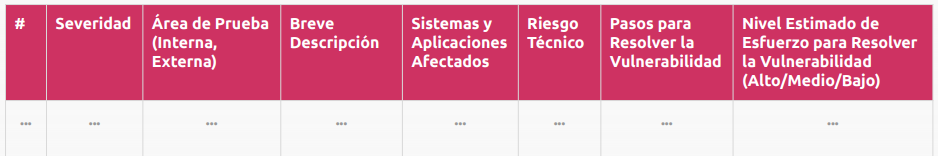 # Severidad Área de Prueba Breve Sistemas y Riesgo Pasos para Nivel Estimado de
(Interna, Descripción Aplicaciones Técnico Resolver la Esfuerzo para Resolver
Externa) Afectados Vulnerabilidad la Vulnerabilidad
(Alto/Medio/Bajo)
... ... ... ... ... ... ... ...